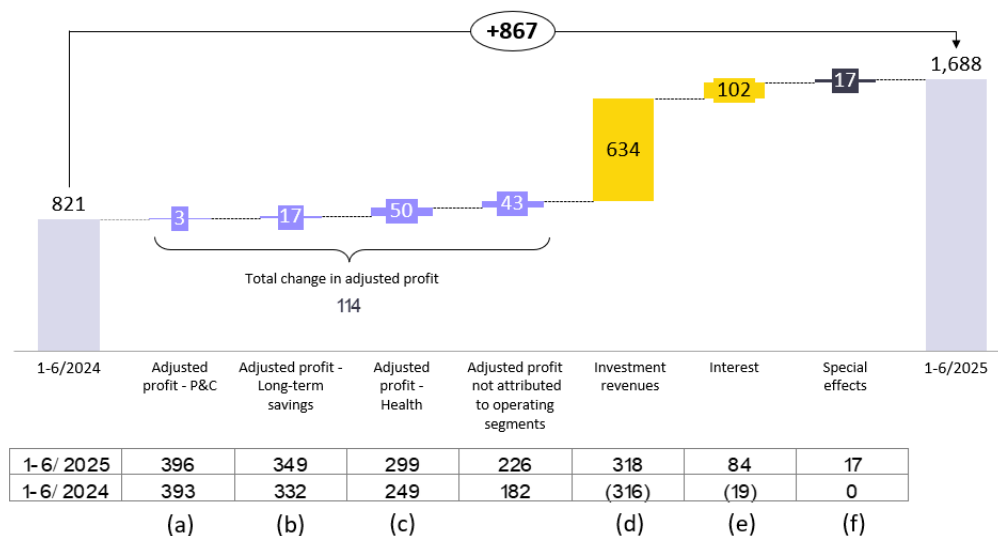 +867
1,688
821
3
17
50
43
634
102
17
Total change in adjusted profit
114
1-6/2024
Adjusted
profit - P&C
Adjusted profit -
Long-term
savings
Adjusted
profit -
Health
Adjusted profit
not attributed
to operating
segments
Investment
revenues
Interest
Special
effects
1-6/2025
1-6/ 2025 396 349 299 226 318 84 17
1-6/ 2024 393 332 249 182 (316) (19) 0
(a) (b) (c) (d) (e) (f)